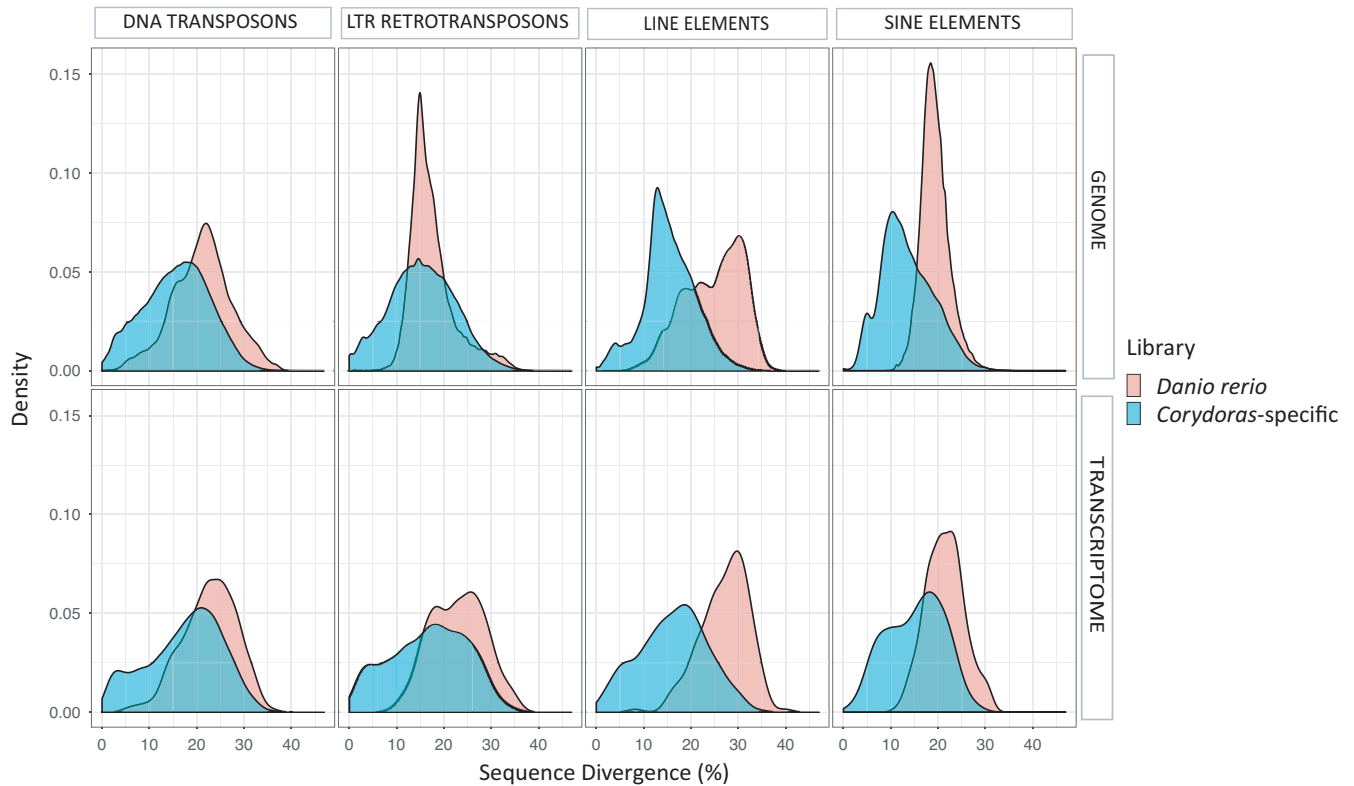 DNA TRANSPOSONS
LTR RETROTRANSPOSONS
LINE ELEMENTS
SINE ELEMENTS
0.15
0.10
0.05
0.00
GENOME
0.15
0.10
0.05
0.00
TRANSCRIPTOME
Density
0 10 20 30 40
0 10 20 30 40
0 10 20 30 40
0 10 20 30 40
Sequence Divergence (%)
Library
Danio rerio
Corydoras-specific